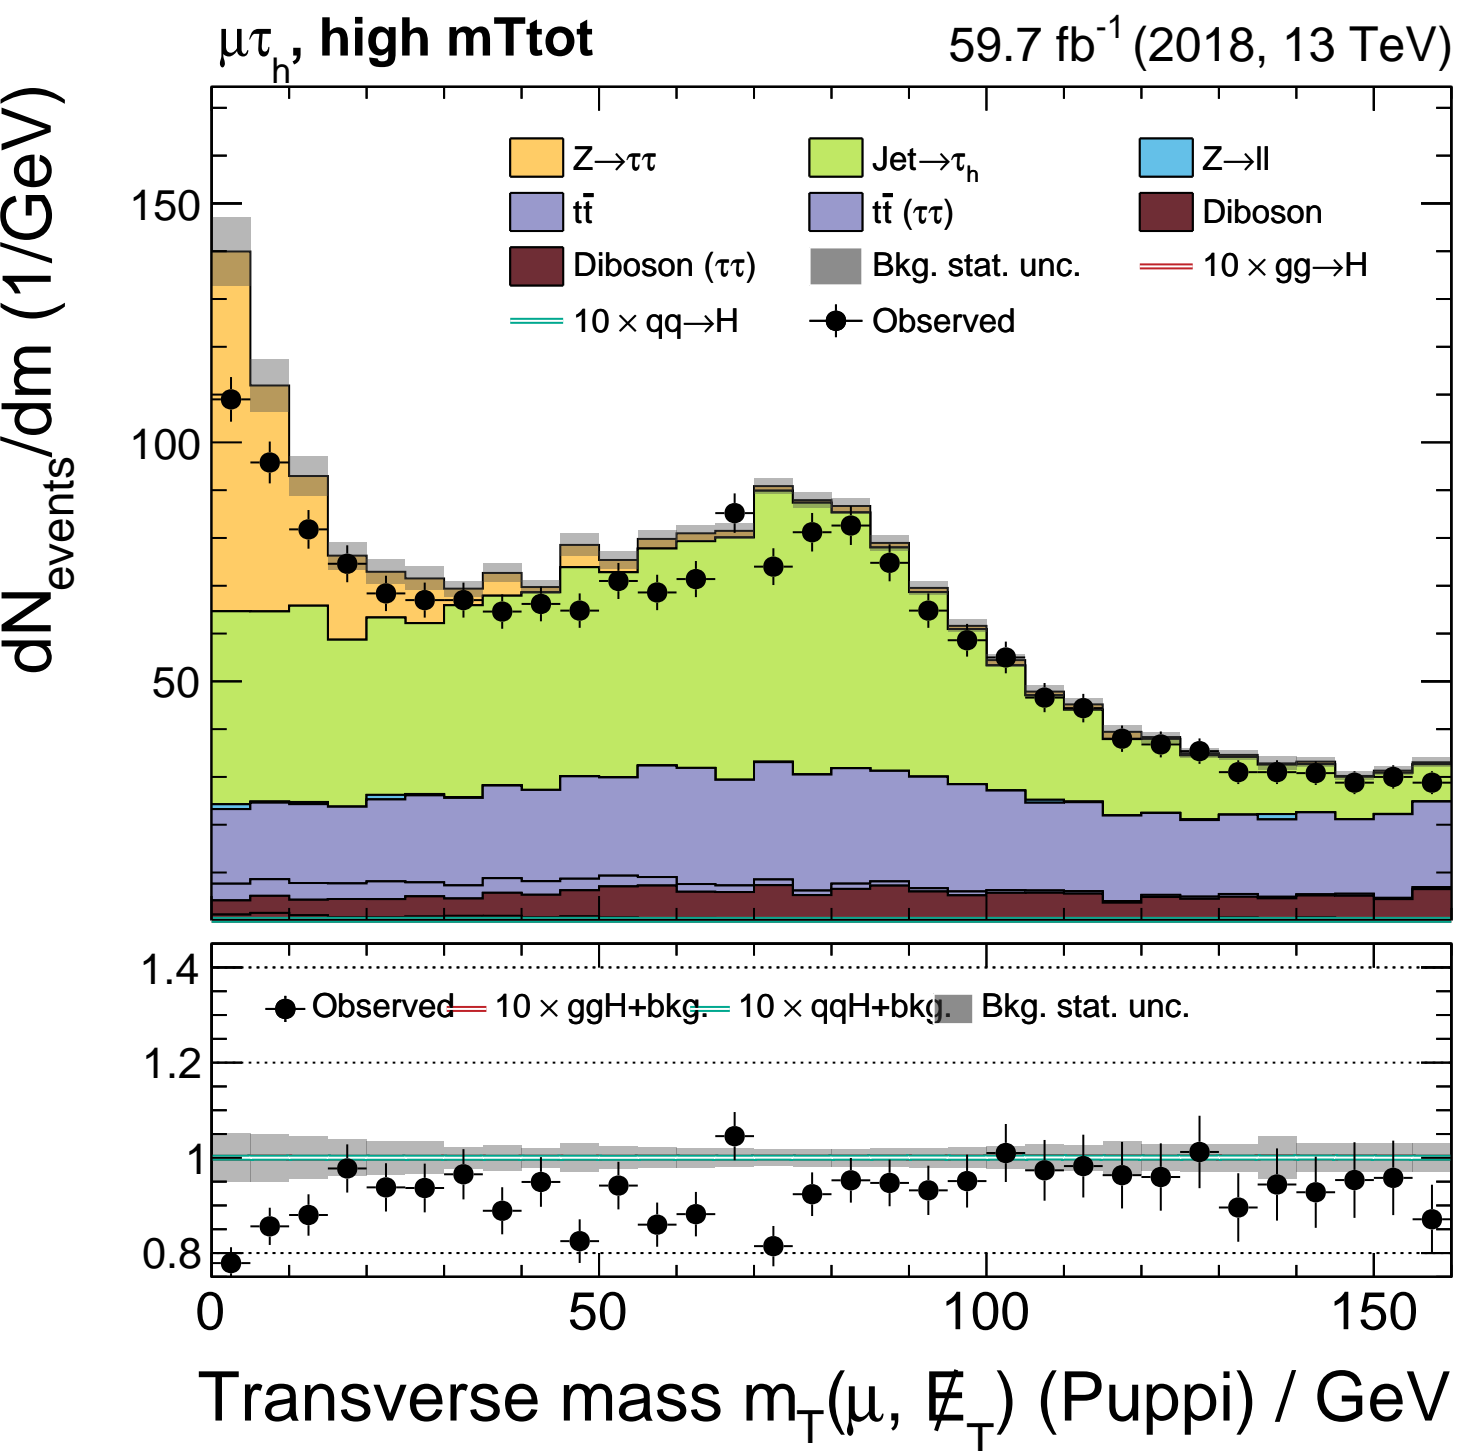 μτh, high mTtot 59.7 fb-1 (2018, 13 TeV)
dNevents/dm (1/GeV)
Z→ττ Jet→τh Z→ll
tt̄ tt̄ (ττ) Diboson
Diboson (ττ) Bkg. stat. unc. 10 × gg→H
10 × qq→H Observed
150
100
50
1.4
Observed 10 × ggH+bkg. 10 × qqH+bkg. Bkg. stat. unc.
1.2
1
0.8
0 50 100 150
Transverse mass mT(μ, E̸T) (Puppi) / GeV